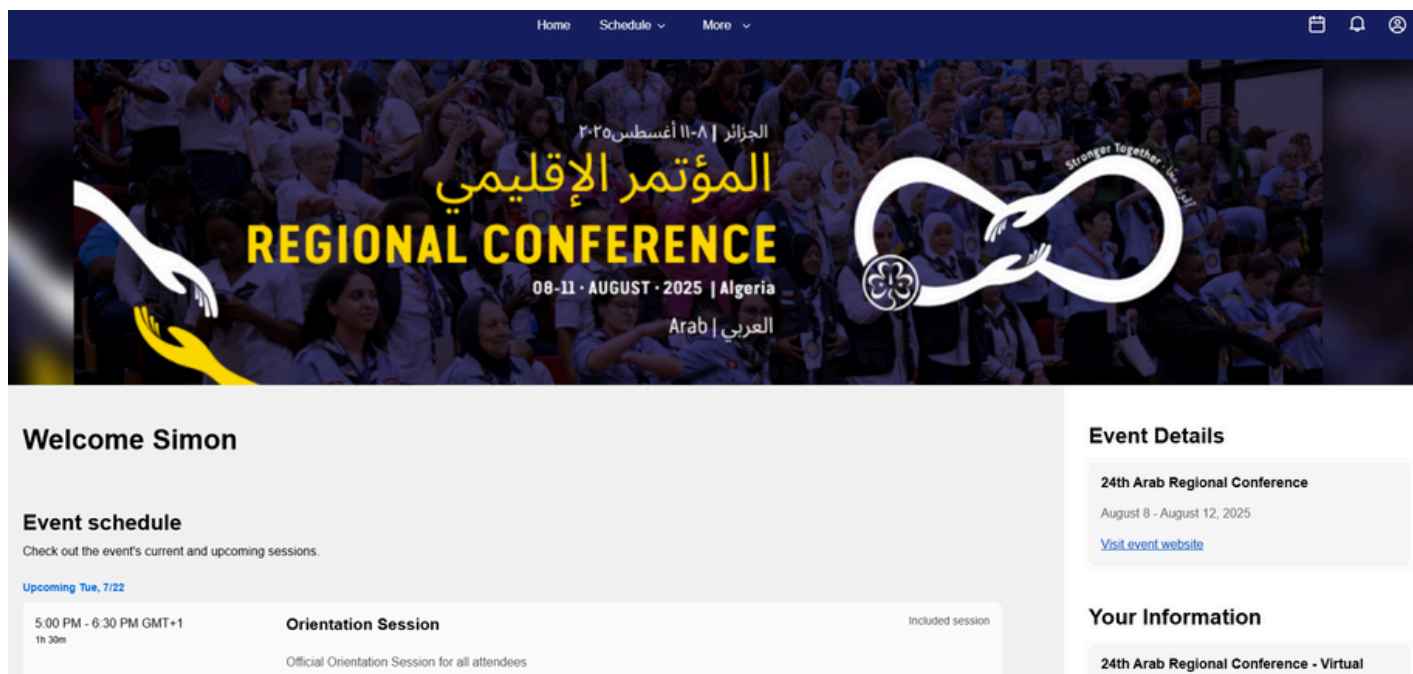 Home Schedule More
الجزائر | ٨-١١ أغسطس٢٠٢٥
المؤتمر الإقليمي
REGIONAL CONFERENCE
08-11 · AUGUST · 2025 | Algeria
Arab | العربي
Stronger Together · أقوى معًا
Welcome Simon
Event schedule
Check out the event's current and upcoming sessions.
Upcoming Tue, 7/22
5:00 PM - 6:30 PM GMT+1
1h 30m
Orientation Session
Included session
Official Orientation Session for all attendees
Event Details
24th Arab Regional Conference
August 8 - August 12, 2025
Visit event website
Your Information
24th Arab Regional Conference - Virtual